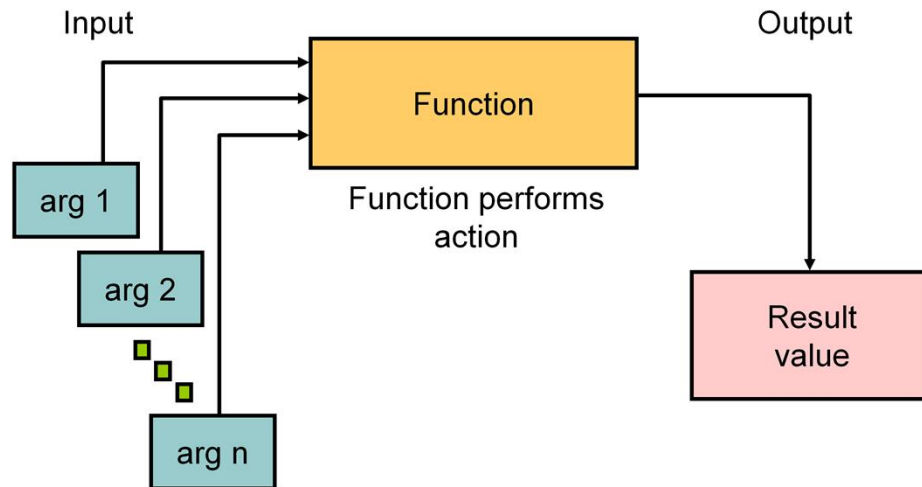 Input
Output
Function
arg 1
Function performs
action
arg 2
Result
value
arg n